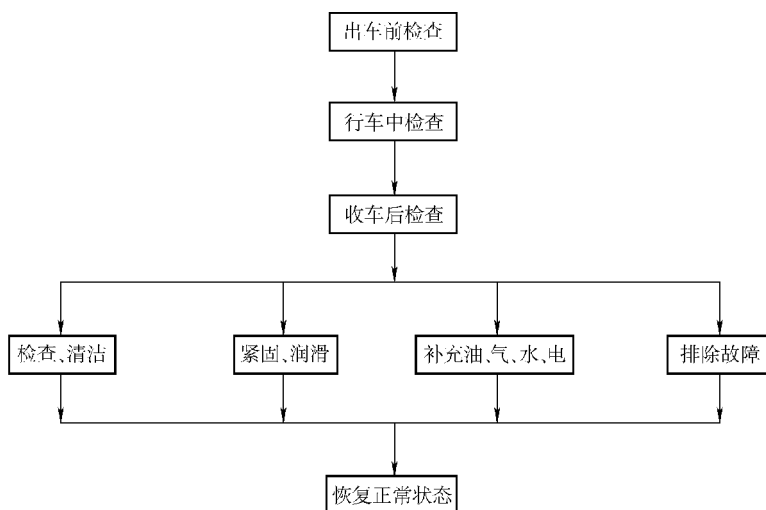 出车前检查
行车中检查
收车后检查
检查、清洁
紧固、润滑
补充油、气、水、电
排除故障
恢复正常状态